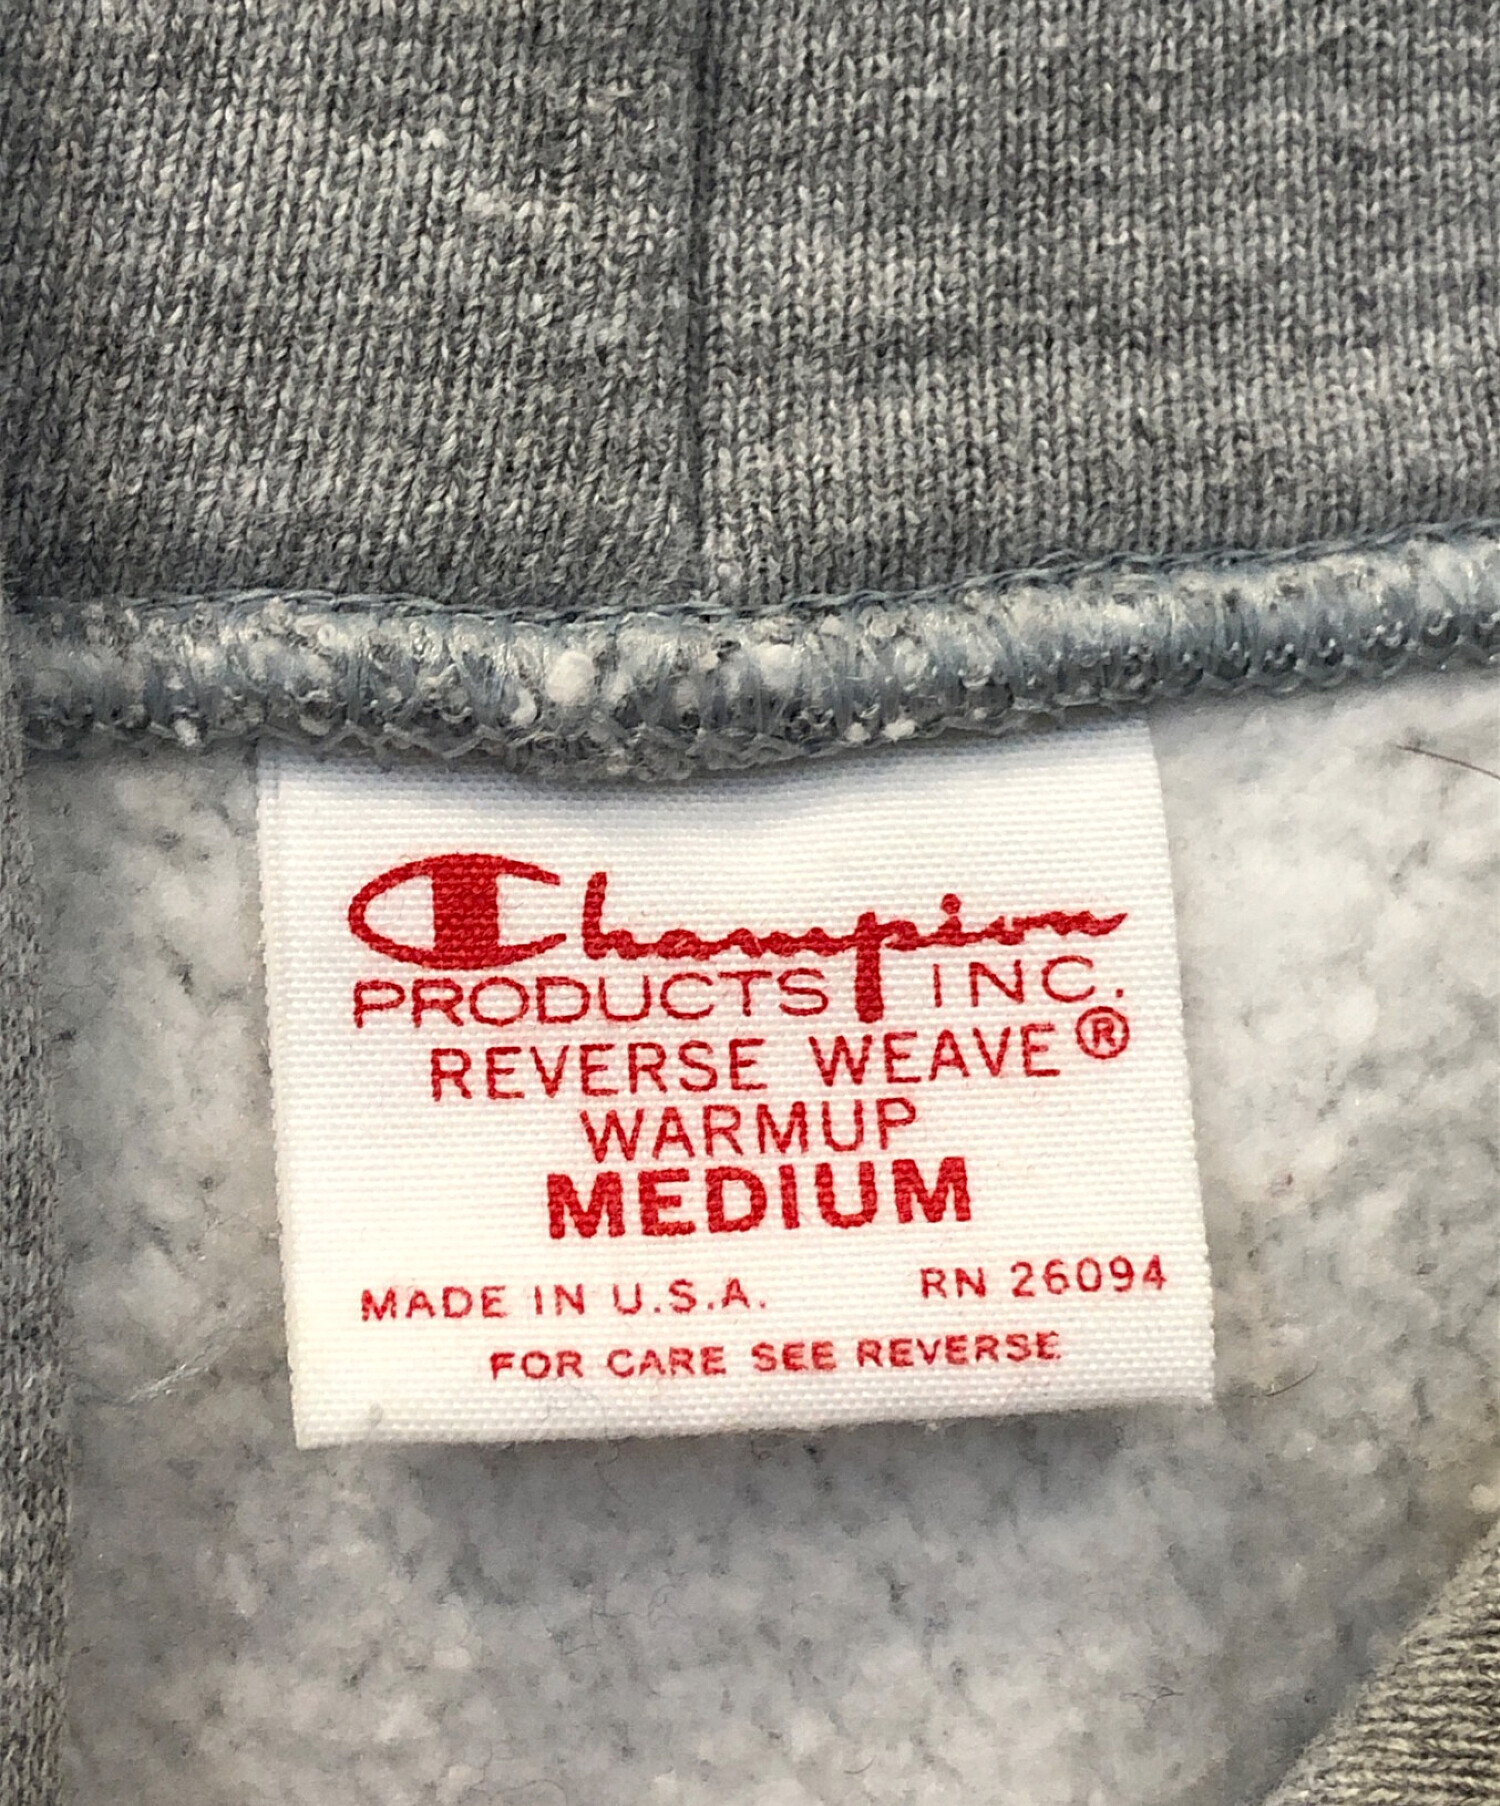 Champion
PRODUCTS INC.
REVERSE WEAVE®
WARMUP
MEDIUM
MADE IN U.S.A. RN 26094
FOR CARE SEE REVERSE